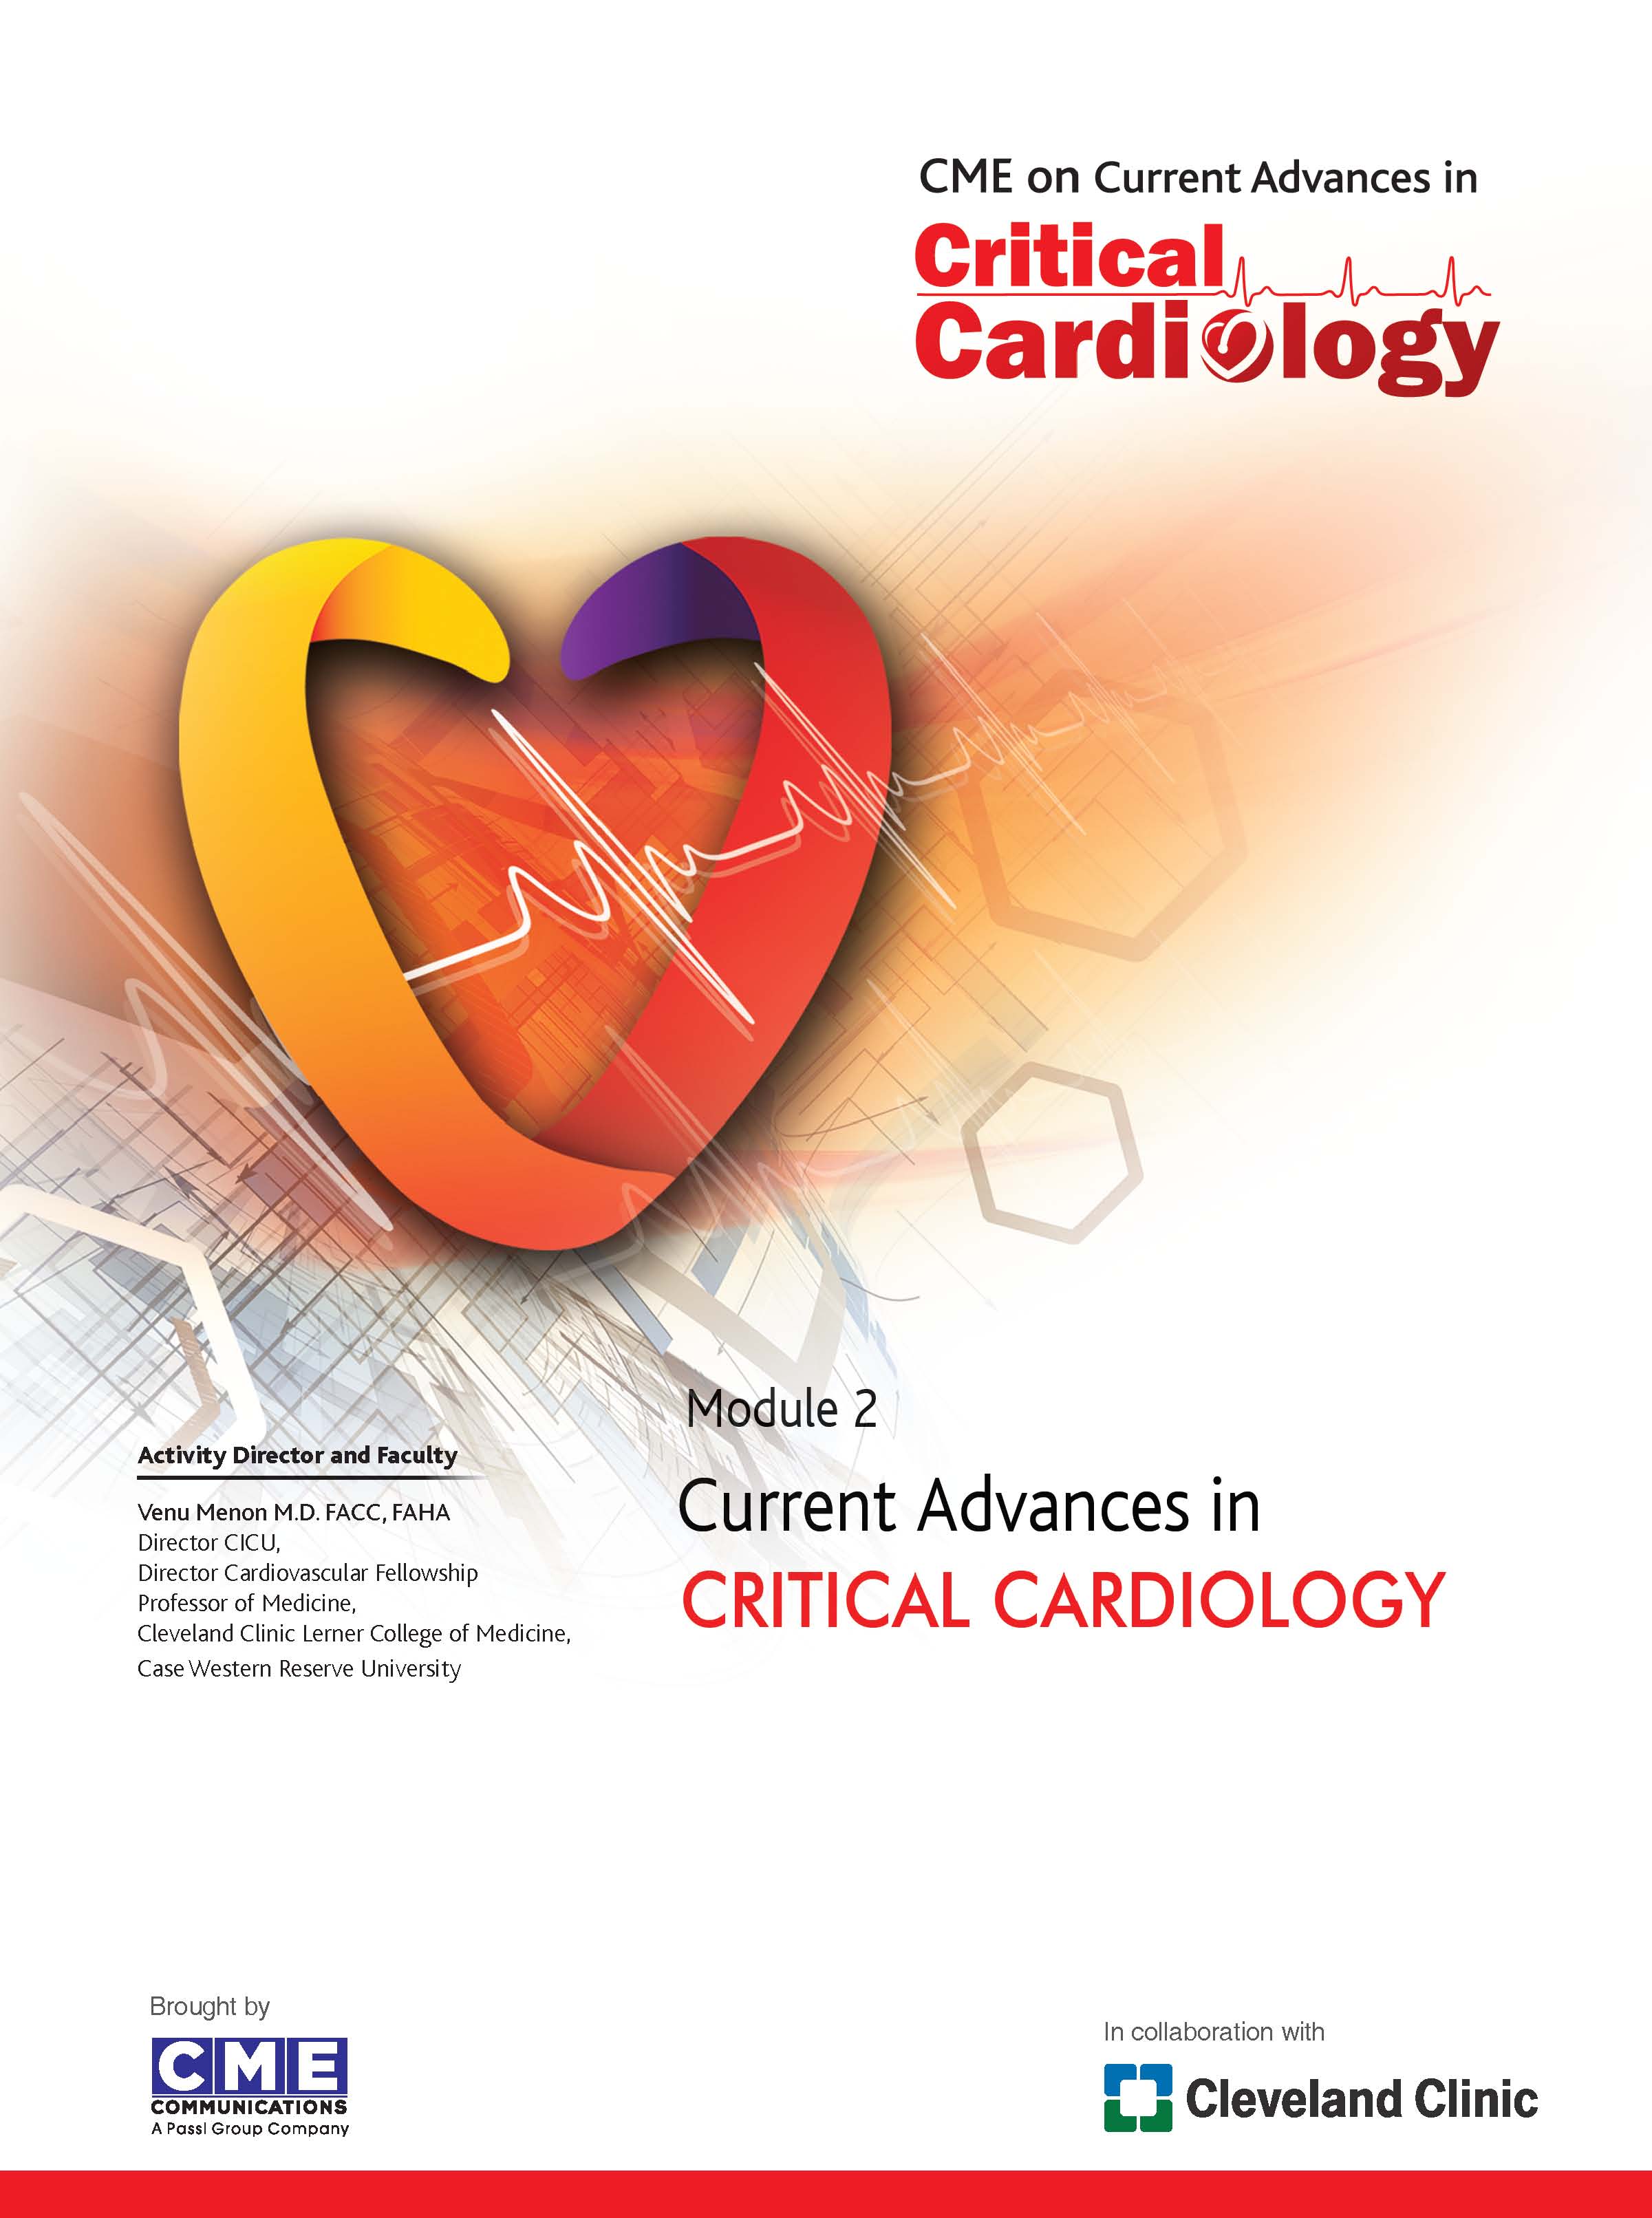 CME on Current Advances in
Critical
Cardiology
Module 2
Current Advances in
CRITICAL CARDIOLOGY
Activity Director and Faculty
Venu Menon M.D. FACC, FAHA
Director CICU,
Director Cardiovascular Fellowship
Professor of Medicine,
Cleveland Clinic Lerner College of Medicine,
Case Western Reserve University
Brought by
CME
COMMUNICATIONS
A Passi Group Company
In collaboration with
Cleveland Clinic